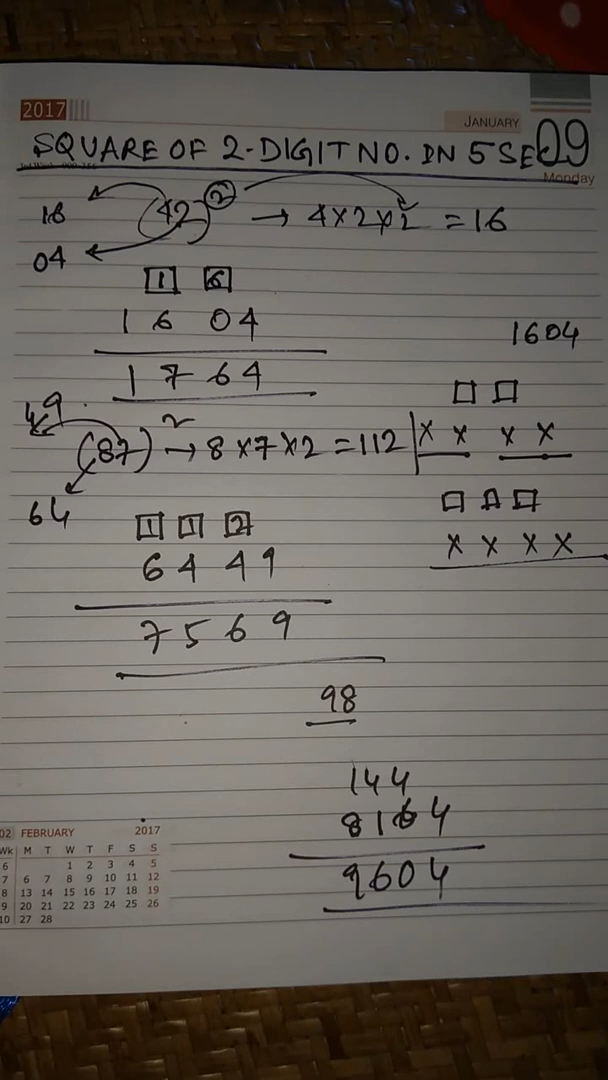 2017
JANUARY
SQUARE OF 2-DIGIT NO. IN 5 SE
09
Monday
(42)² → 4×2×2 = 16
16
04
1 6
1 6 0 4
1604
1 7 6 4
49
(87)² → 8×7×2 = 112
× × × ×
64
× × × ×
1 1 2
6 4 4 9
7 5 6 9
98
144
8164
9604
02 FEBRUARY 2017
Wk M T W T F S S
6 1 2 3 4 5
7 6 7 8 9 10 11 12
8 13 14 15 16 17 18 19
9 20 21 22 23 24 25 26
10 27 28